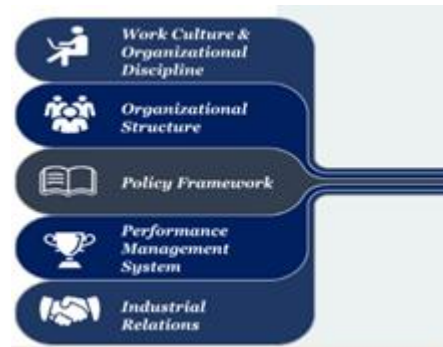 Work Culture &
Organizational
Discipline
Organizational
Structure
Policy Framework
Performance
Management
System
Industrial
Relations